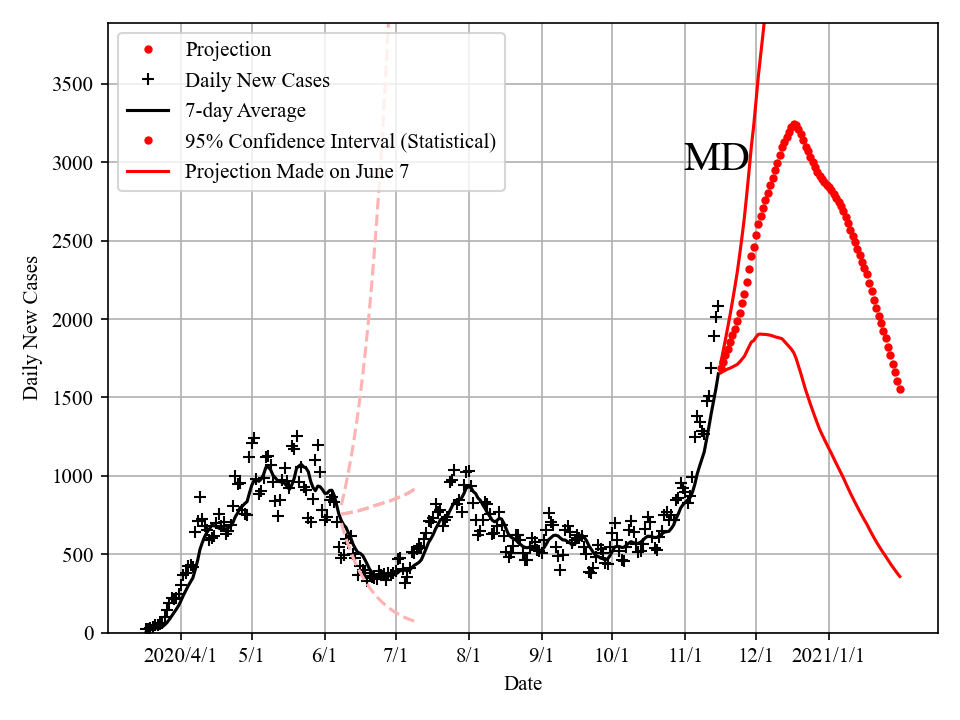 Projection
Daily New Cases
7-day Average
95% Confidence Interval (Statistical)
Projection Made on June 7
MD
Daily New Cases
3500
3000
2500
2000
1500
1000
500
0
2020/4/1 5/1 6/1 7/1 8/1 9/1 10/1 11/1 12/1 2021/1/1
Date